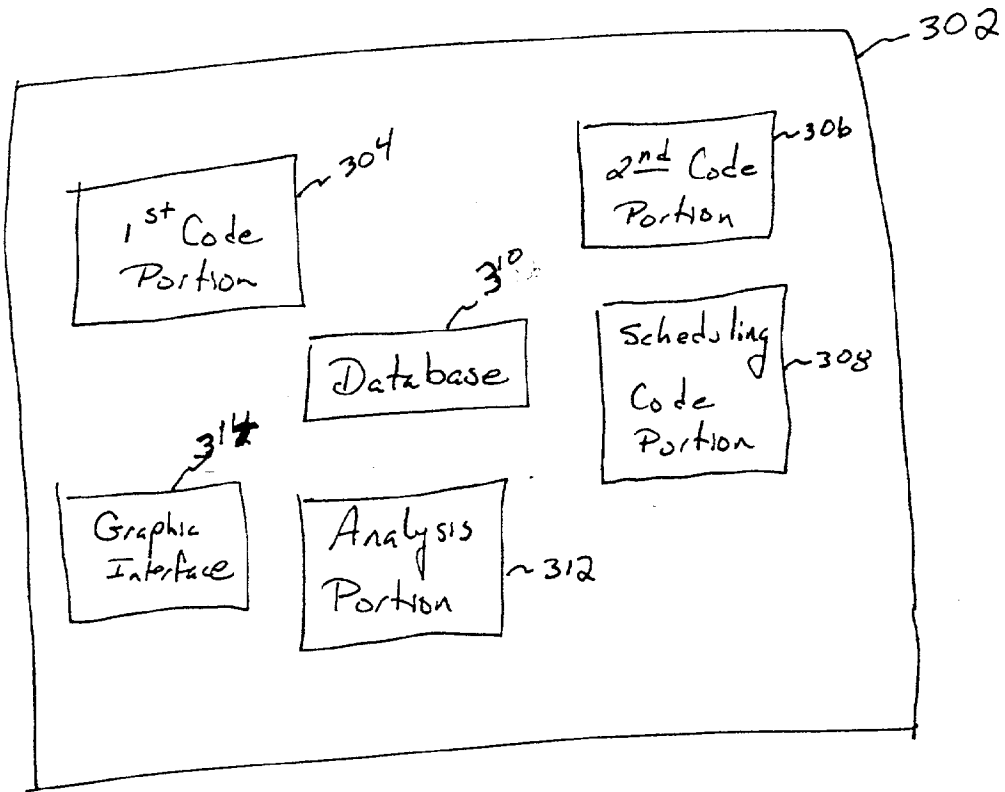 302
304
1st Code
Portion
306
2nd Code
Portion
310
Database
308
Scheduling
Code
Portion
314
Graphic
Interface
312
Analysis
Portion